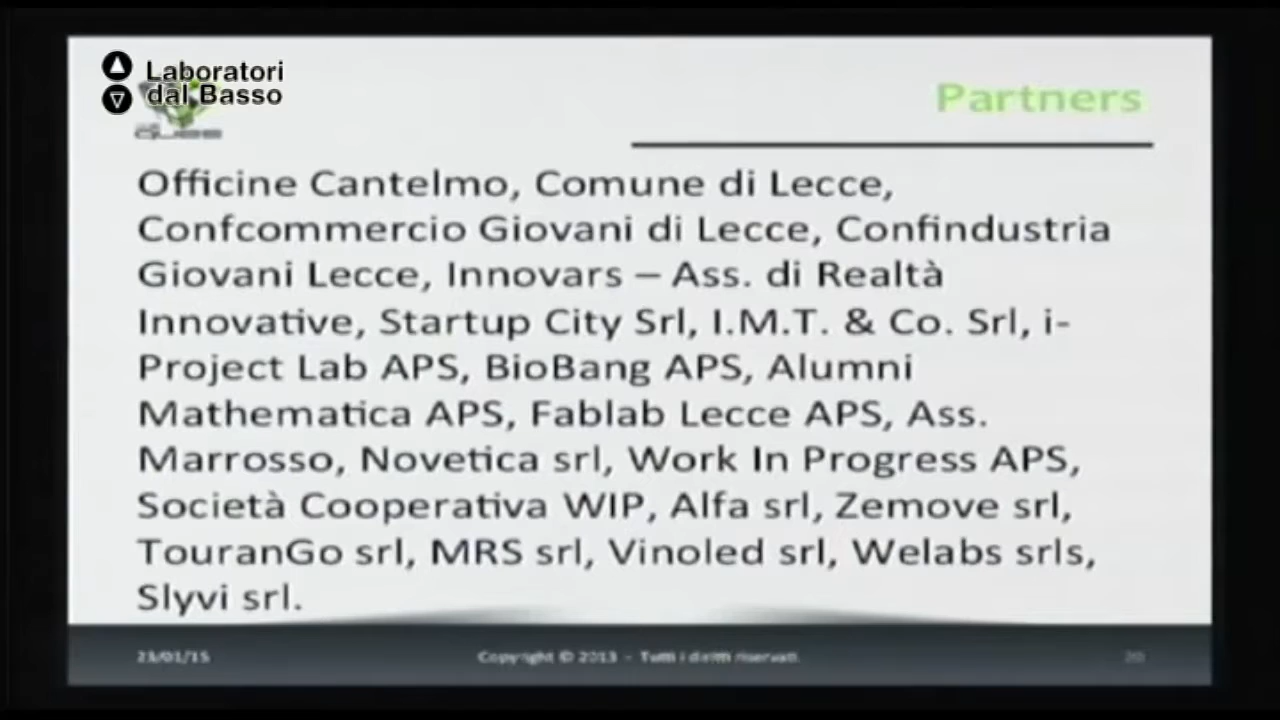 Laboratori
dal Basso
Partners
Officine Cantelmo, Comune di Lecce,
Confcommercio Giovani di Lecce, Confindustria
Giovani Lecce, Innovars – Ass. di Realtà
Innovative, Startup City Srl, I.M.T. & Co. Srl, i-
Project Lab APS, BioBang APS, Alumni
Mathematica APS, Fablab Lecce APS, Ass.
Marrosso, Novetica srl, Work In Progress APS,
Società Cooperativa WIP, Alfa srl, Zemove srl,
TouranGo srl, MRS srl, Vinoled srl, Welabs srls,
Slyvi srl.
23/01/15
Copyright © 2013 - Tutti i diritti riservati.
20